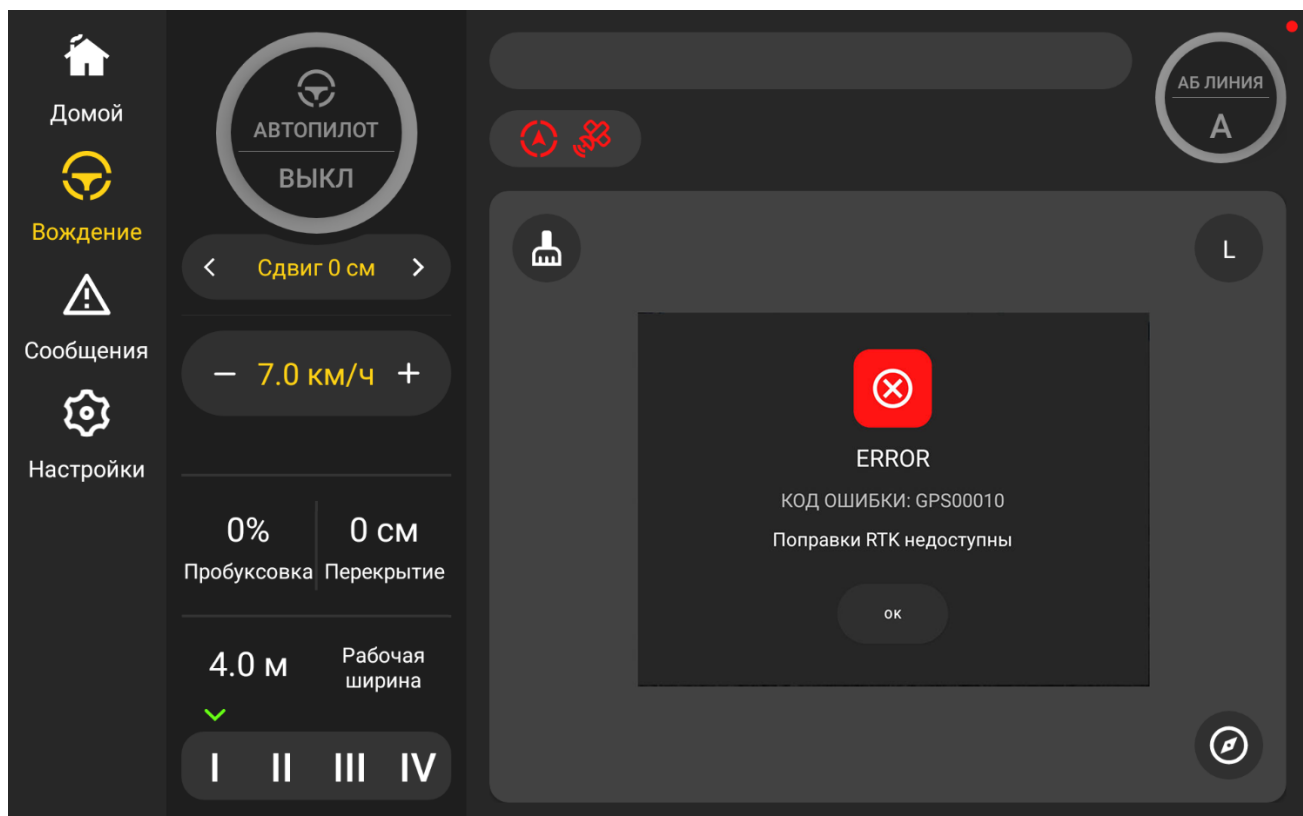 Домой
Вождение
Сообщения
Настройки
АВТОПИЛОТ
ВЫКЛ
Сдвиг 0 см
7.0 км/ч
0%
0 см
Пробуксовка
Перекрытие
4.0 м
Рабочая
ширина
I II III IV
АБ ЛИНИЯ
А
L
ERROR
КОД ОШИБКИ: GPS00010
Поправки RTK недоступны
ок